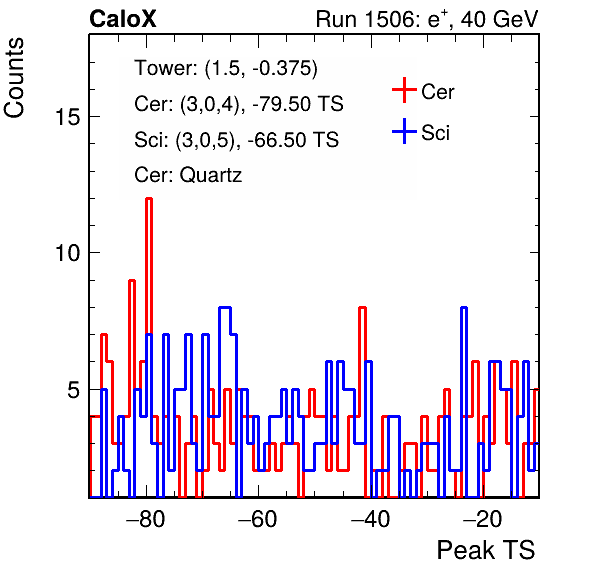 CaloX Run 1506: e⁺, 40 GeV
Counts
Tower: (1.5, -0.375)
Cer: (3,0,4), -79.50 TS
Sci: (3,0,5), -66.50 TS
Cer: Quartz
Cer
Sci
15
10
5
−80 −60 −40 −20
Peak TS